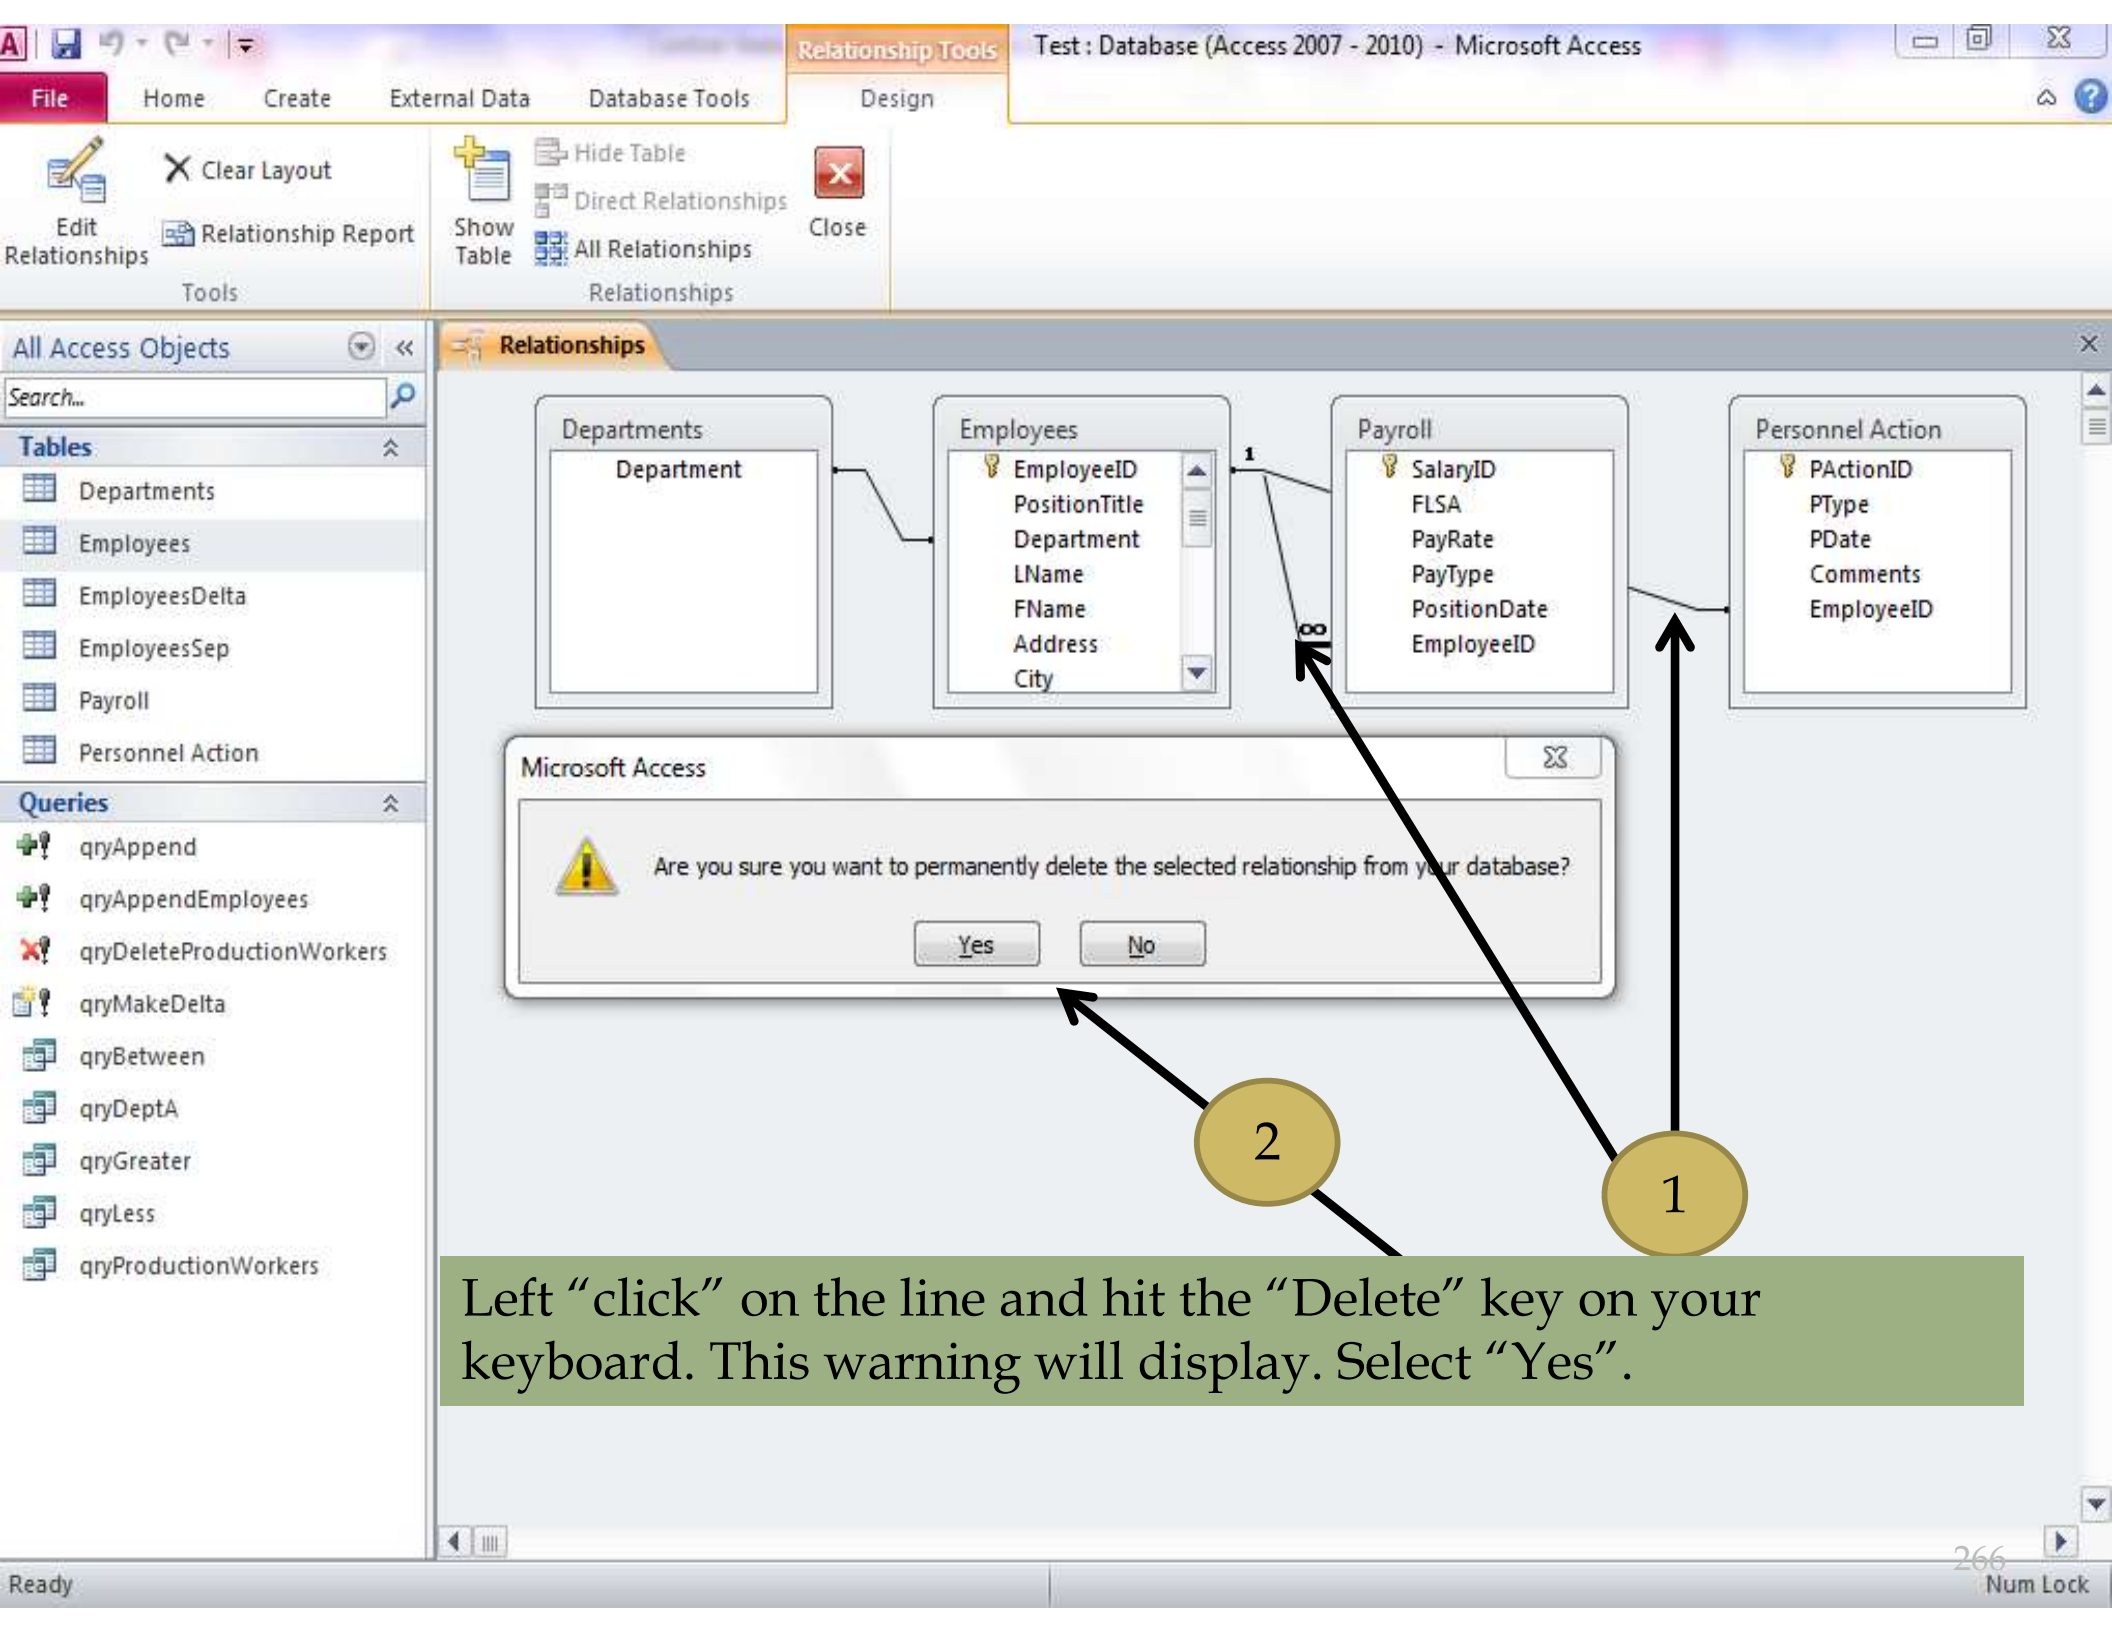 A
Relationship Tools
Test : Database (Access 2007 - 2010) - Microsoft Access
File Home Create External Data Database Tools Design
Clear Layout
Relationship Report
Edit
Relationships
Tools
Show
Table
Hide Table
Direct Relationships
All Relationships
Close
Relationships
All Access Objects
Search...
Tables
Departments
Employees
EmployeesDelta
EmployeesSep
Payroll
Personnel Action
Queries
qryAppend
qryAppendEmployees
qryDeleteProductionWorkers
qryMakeDelta
qryBetween
qryDeptA
qryGreater
qryLess
qryProductionWorkers
Relationships
Departments
Department
Employees
EmployeeID
PositionTitle
Department
LName
FName
Address
City
1
∞
Payroll
SalaryID
FLSA
PayRate
PayType
PositionDate
EmployeeID
Personnel Action
PActionID
PType
PDate
Comments
EmployeeID
Microsoft Access
Are you sure you want to permanently delete the selected relationship from your database?
Yes No
2
1
Left “click” on the line and hit the “Delete” key on your
keyboard. This warning will display. Select “Yes”.
266
Ready
Num Lock